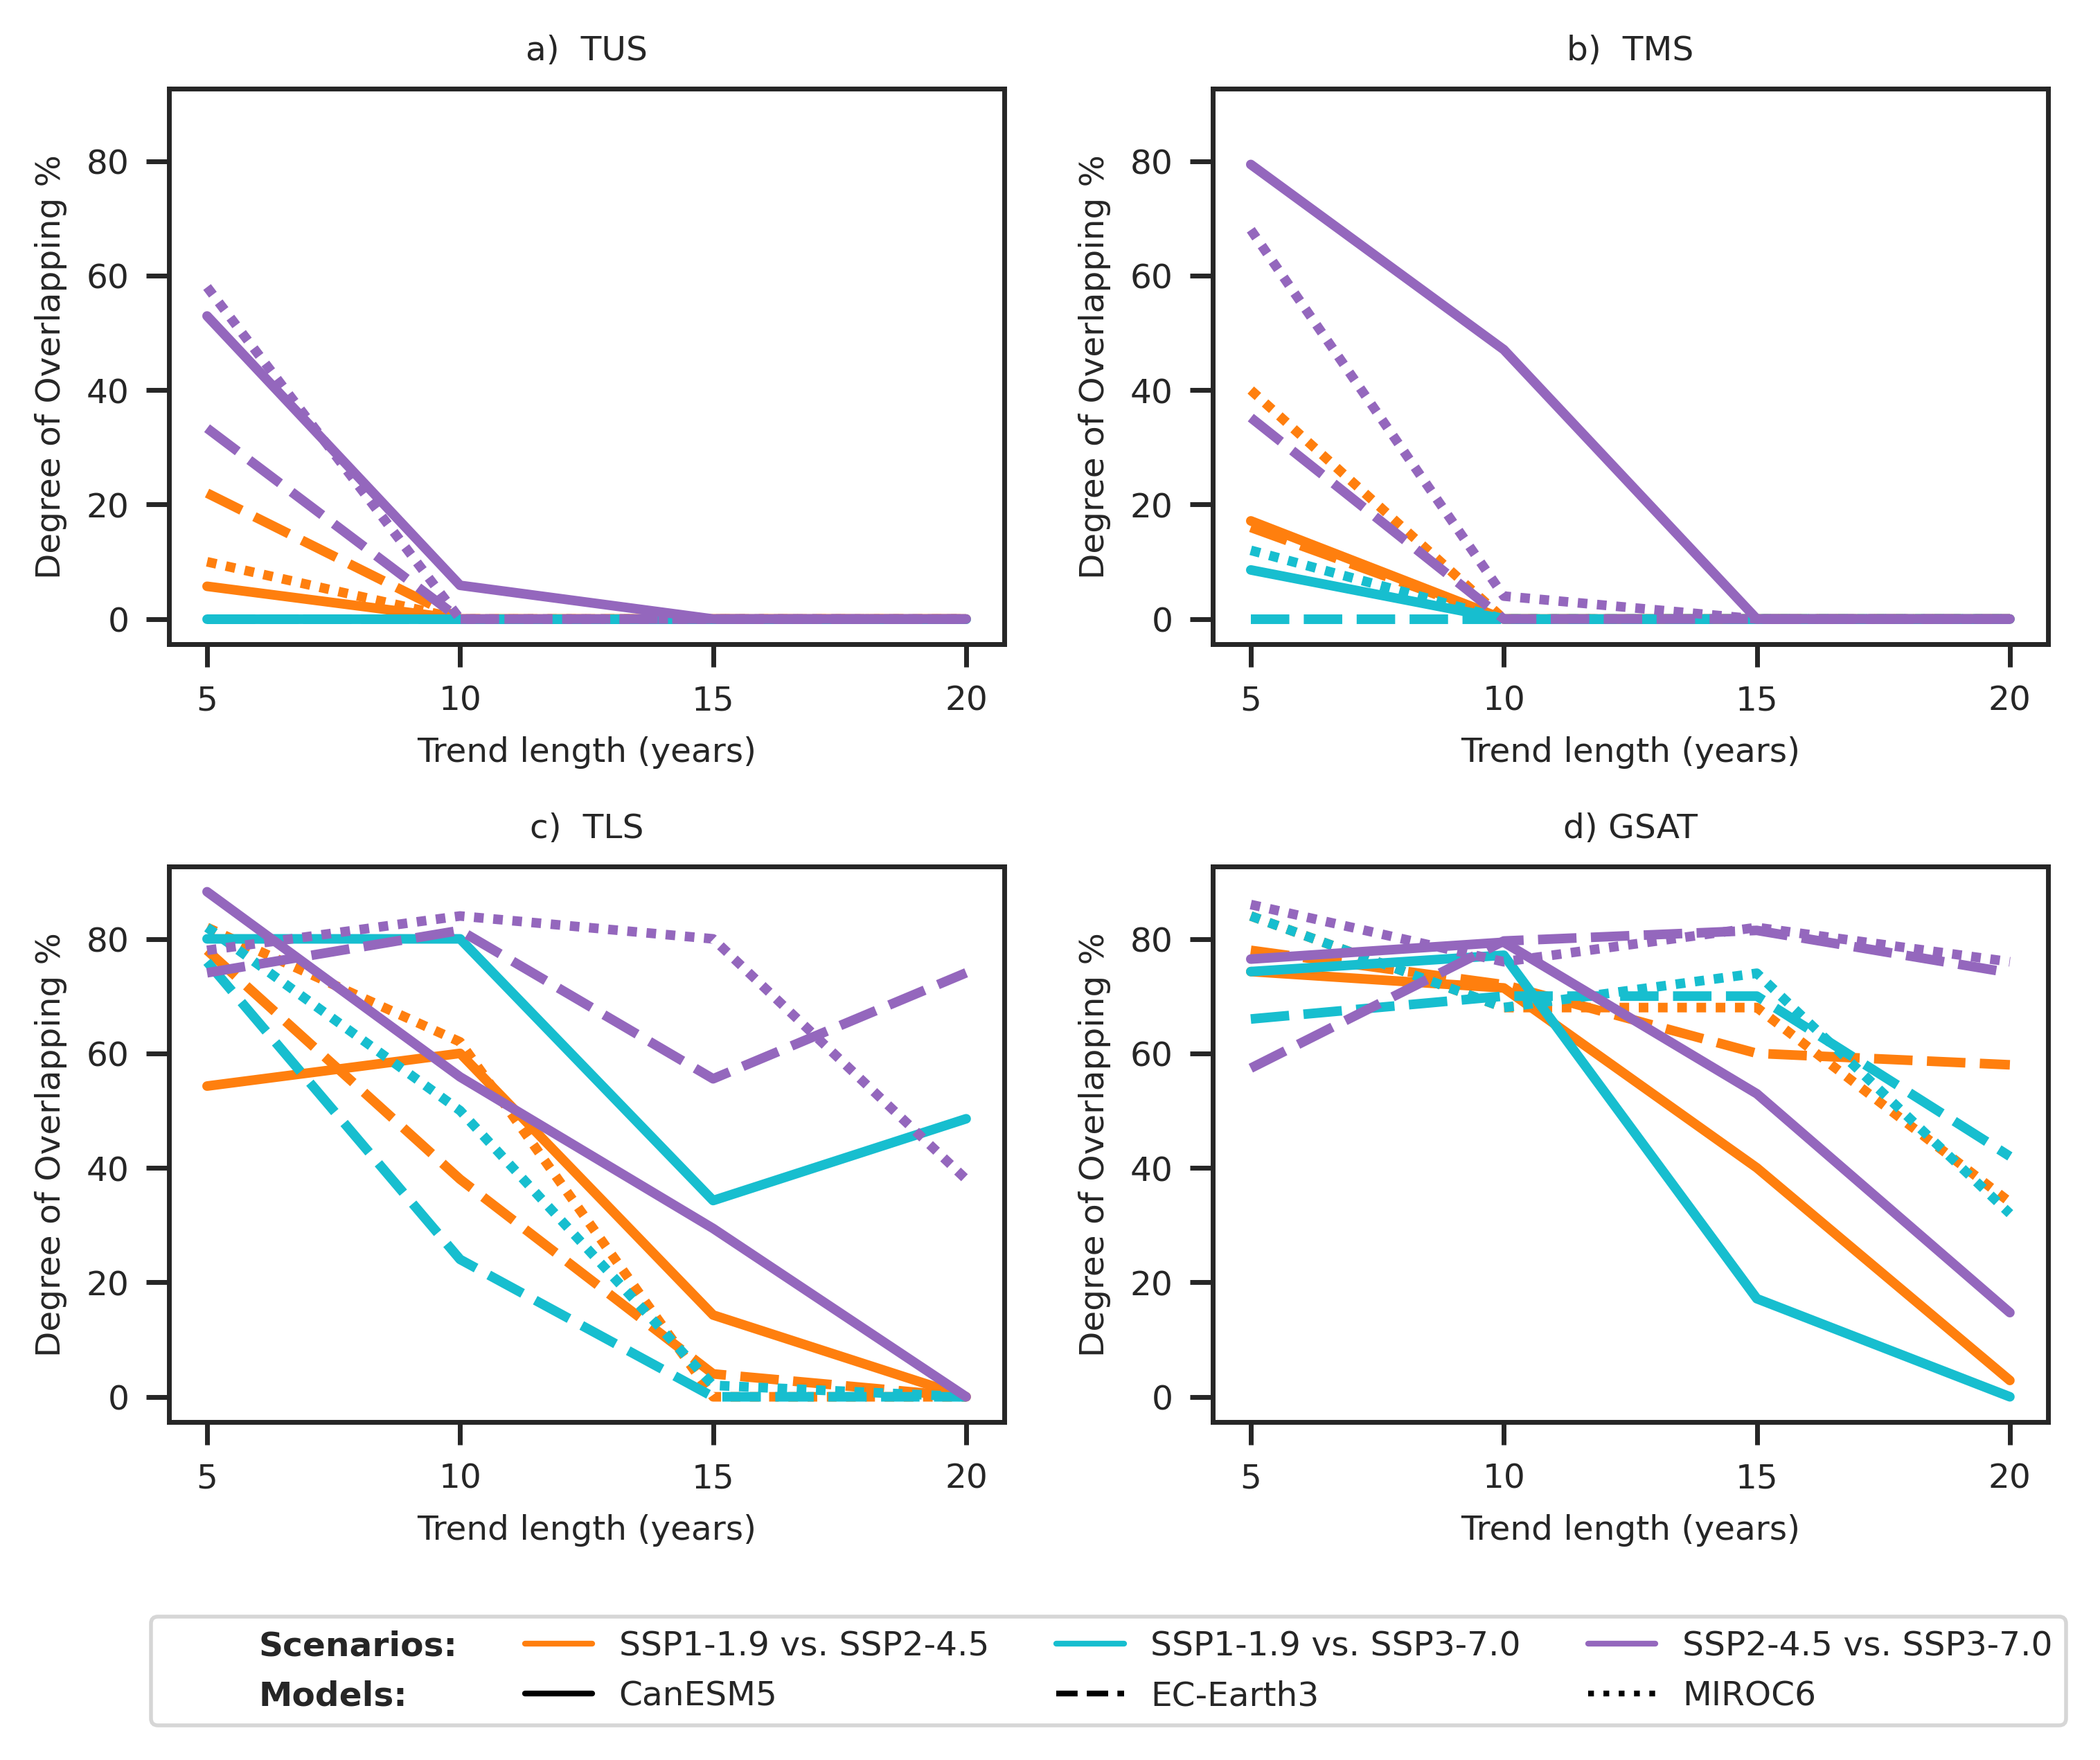 a)  TUS
Degree of Overlapping %
80
60
40
20
0
5 10 15 20
Trend length (years)
b)  TMS
Degree of Overlapping %
80
60
40
20
0
5 10 15 20
Trend length (years)
c)  TLS
Degree of Overlapping %
80
60
40
20
0
5 10 15 20
Trend length (years)
d) GSAT
Degree of Overlapping %
80
60
40
20
0
5 10 15 20
Trend length (years)
Scenarios: SSP1-1.9 vs. SSP2-4.5 SSP1-1.9 vs. SSP3-7.0 SSP2-4.5 vs. SSP3-7.0
Models: CanESM5 EC-Earth3 MIROC6